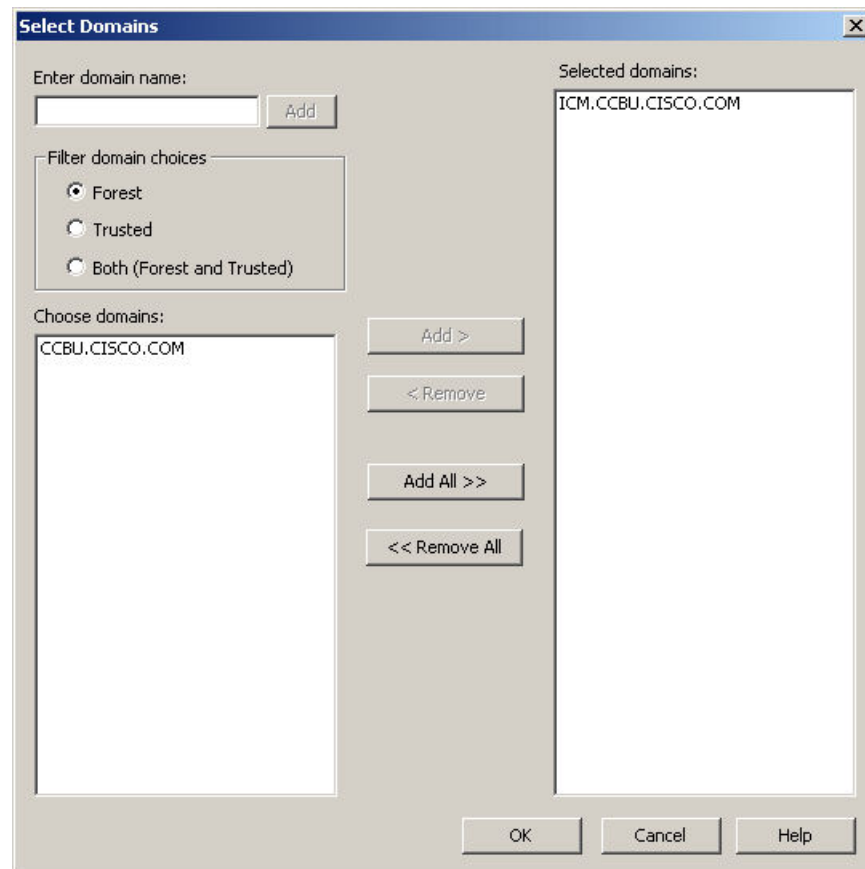 Select Domains
Enter domain name:
Add
Filter domain choices
Forest
Trusted
Both (Forest and Trusted)
Choose domains:
CCBU.CISCO.COM
Add >
< Remove
Add All >>
<< Remove All
Selected domains:
ICM.CCBU.CISCO.COM
OK
Cancel
Help